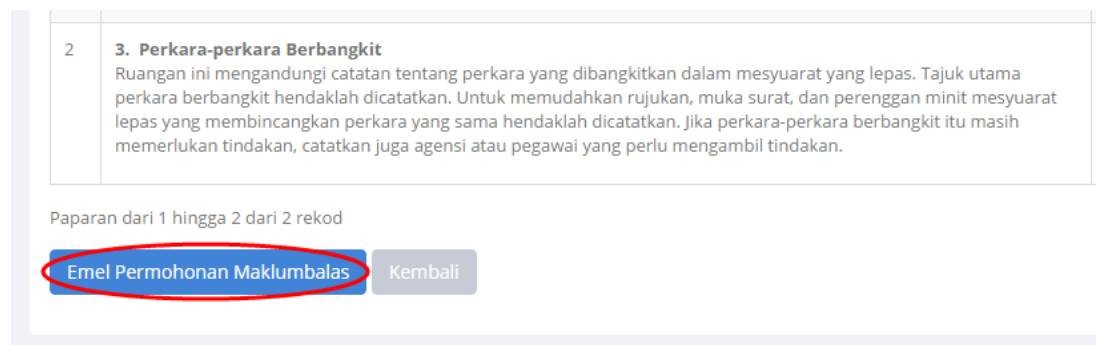 2
3. Perkara-perkara Berbangkit
Ruangan ini mengandungi catatan tentang perkara yang dibangkitkan dalam mesyuarat yang lepas. Tajuk utama
perkara berbangkit hendaklah dicatatkan. Untuk memudahkan rujukan, muka surat, dan perenggan minit mesyuarat
lepas yang membincangkan perkara yang sama hendaklah dicatatkan. Jika perkara-perkara berbangkit itu masih
memerlukan tindakan, catatkan juga agensi atau pegawai yang perlu mengambil tindakan.
Paparan dari 1 hingga 2 dari 2 rekod
Emel Permohonan Maklumbalas
Kembali